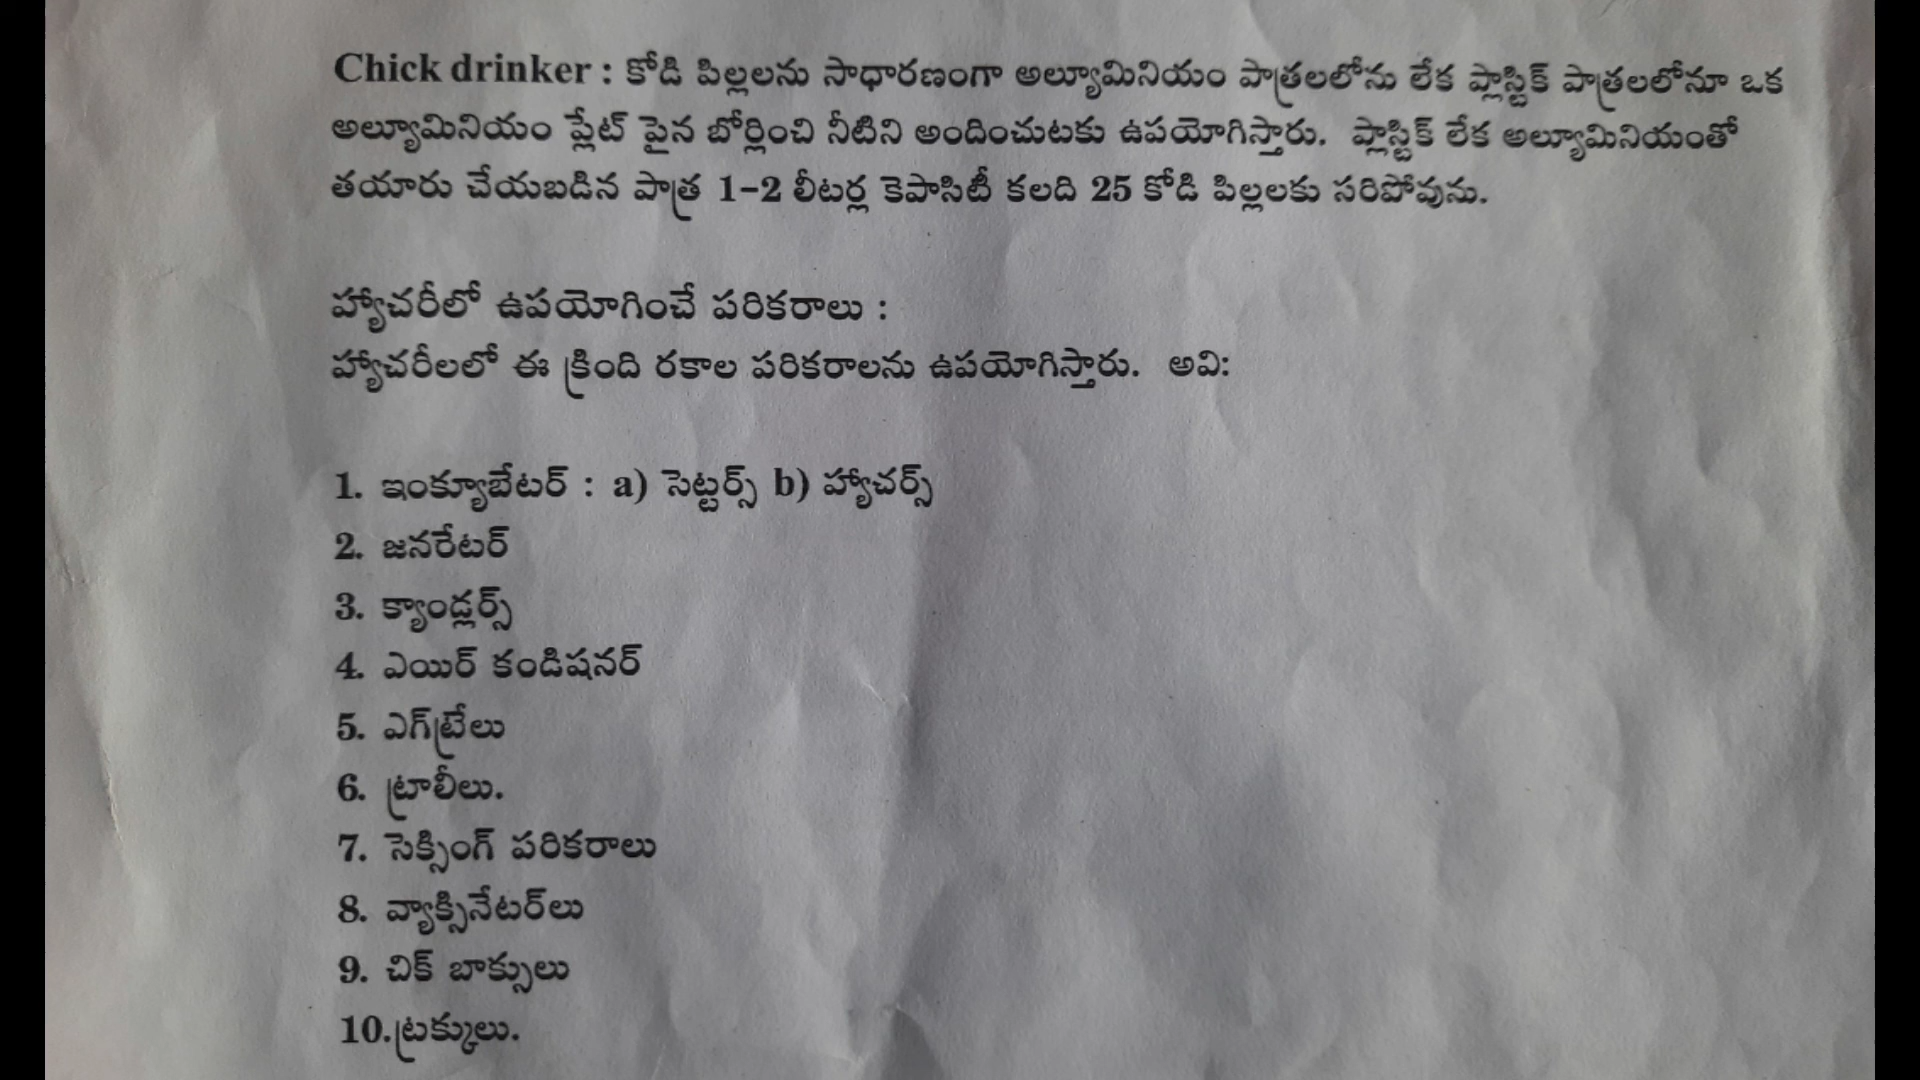 Chick drinker : కోడి పిల్లలను సాధారణంగా అల్యూమినియం పాత్రలలోను లేక ప్లాస్టిక్ పాత్రలలోనూ ఒక
అల్యూమినియం ప్లేట్ పైన బోర్లించి నీటిని అందించుటకు ఉపయోగిస్తారు. ప్లాస్టిక్ లేక అల్యూమినియంతో
తయారు చేయబడిన పాత్ర 1-2 లీటర్ల కెపాసిటీ కలది 25 కోడి పిల్లలకు సరిపోవును.
హ్యాచరీలో ఉపయోగించే పరికరాలు :
హ్యాచరీలలో ఈ క్రింది రకాల పరికరాలను ఉపయోగిస్తారు. అవి:
1. ఇంక్యూబేటర్ : a) సెట్టర్స్ b) హ్యాచర్స్
2. జనరేటర్
3. క్యాండ్లర్స్
4. ఎయిర్ కండిషనర్
5. ఎగ్‌ట్రేలు
6. ట్రాలీలు.
7. సెక్సింగ్ పరికరాలు
8. వ్యాక్సినేటర్‌లు
9. చిక్ బాక్సులు
10.ట్రక్కులు.